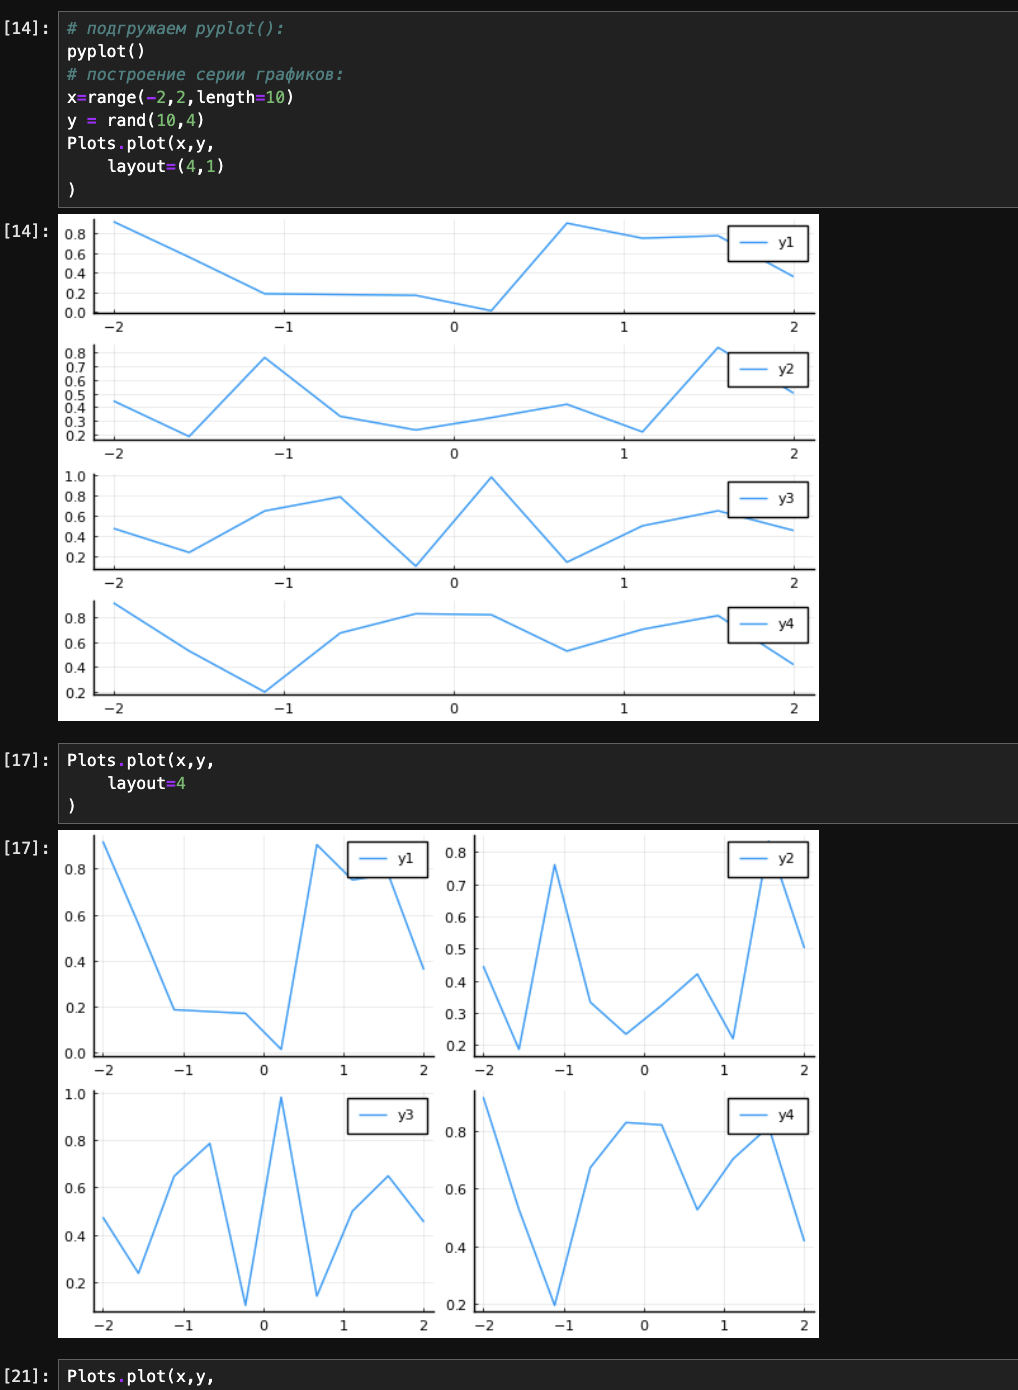 [14]:
# подгружаем pyplot():
pyplot()
# построение серии графиков:
x=range(-2,2,length=10)
y = rand(10,4)
Plots.plot(x,y,
    layout=(4,1)
)
[14]:
0.8
0.6
0.4
0.2
0.0
y1
−2 −1 0 1 2
0.8
0.7
0.6
0.5
0.4
0.3
0.2
y2
−2 −1 0 1 2
1.0
0.8
0.6
0.4
0.2
y3
−2 −1 0 1 2
0.8
0.6
0.4
0.2
y4
−2 −1 0 1 2
[17]:
Plots.plot(x,y,
    layout=4
)
[17]:
0.8
0.6
0.4
0.2
0.0
y1
−2 −1 0 1 2
0.8
0.7
0.6
0.5
0.4
0.3
0.2
y2
−2 −1 0 1 2
1.0
0.8
0.6
0.4
0.2
y3
−2 −1 0 1 2
0.8
0.6
0.4
0.2
y4
−2 −1 0 1 2
[21]:
Plots.plot(x,y,